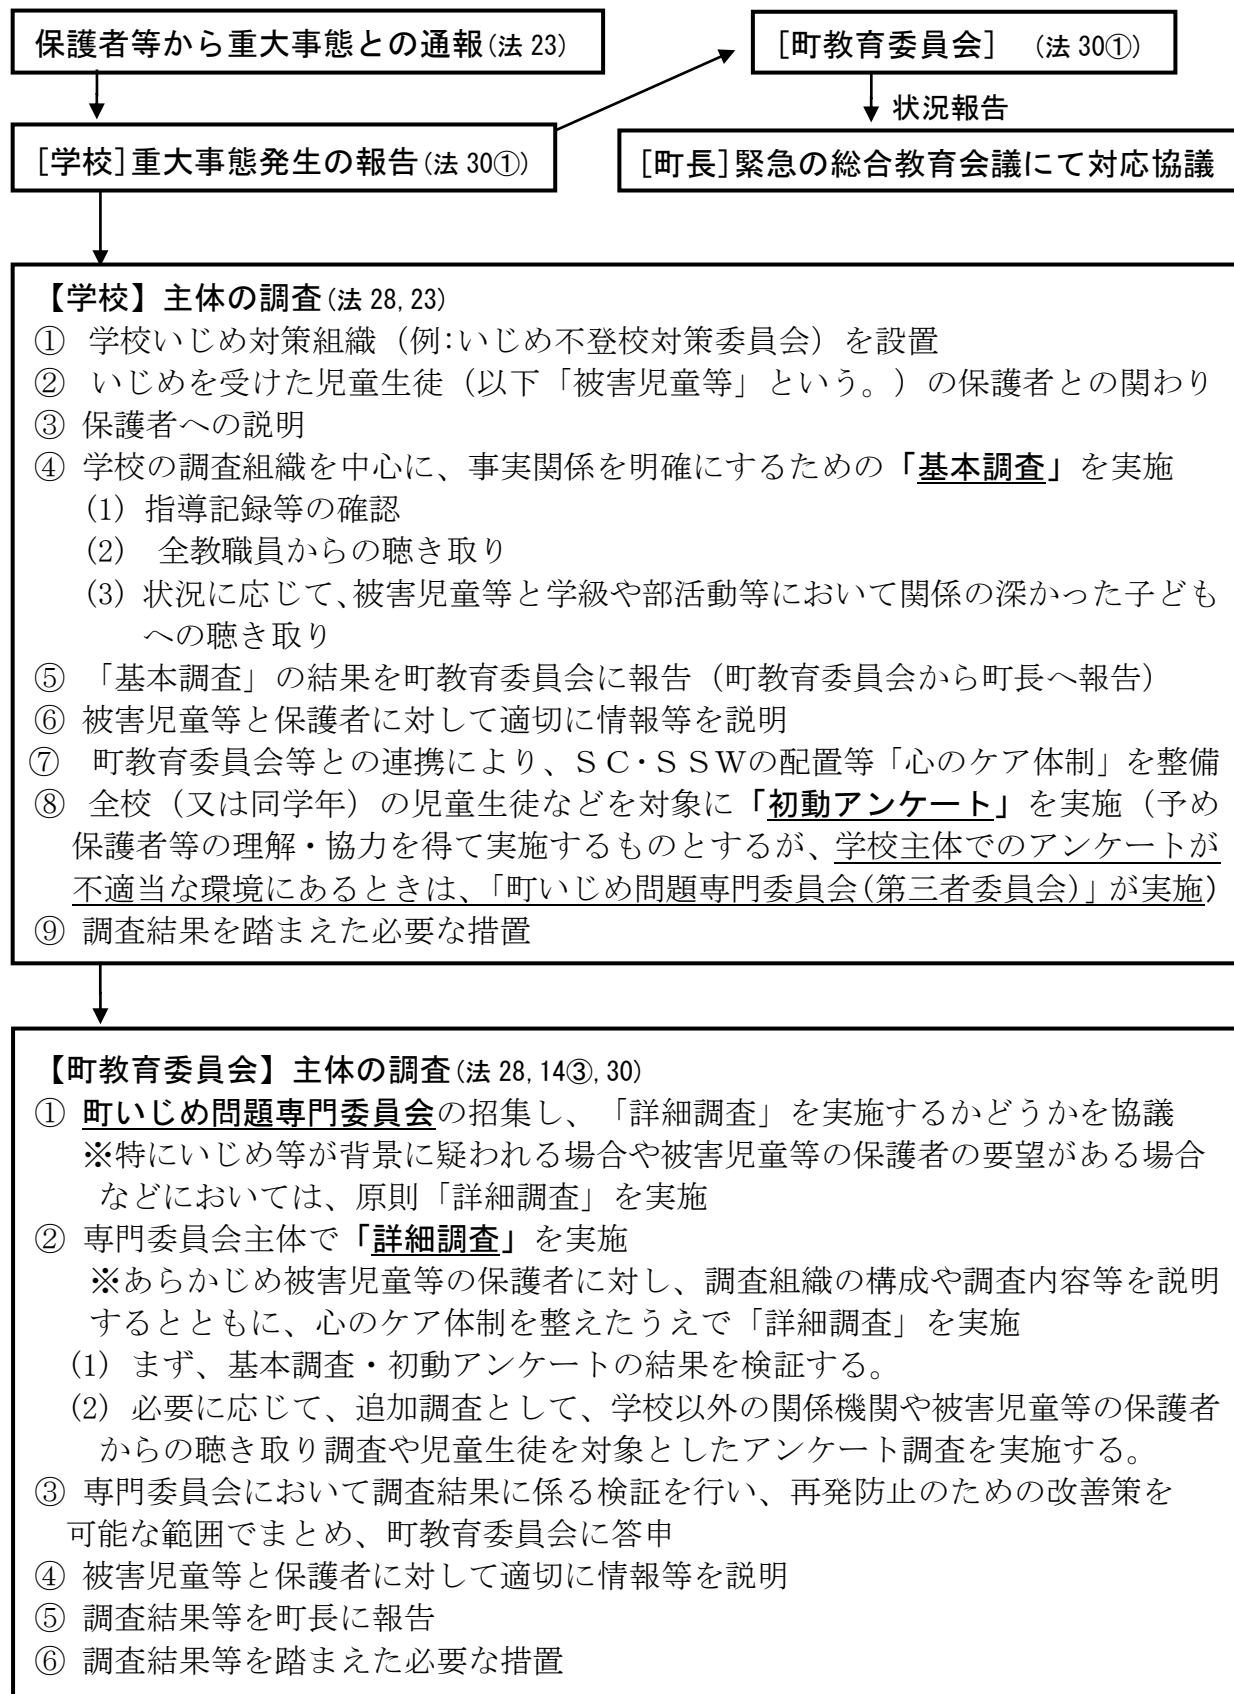 保護者等から重大事態との通報(法23)
[町教育委員会] (法30①)
状況報告
[学校]重大事態発生の報告(法30①)
[町長]緊急の総合教育会議にて対応協議
【学校】主体の調査(法28,23)
① 学校いじめ対策組織（例:いじめ不登校対策委員会）を設置
② いじめを受けた児童生徒（以下「被害児童等」という。）の保護者との関わり
③ 保護者への説明
④ 学校の調査組織を中心に、事実関係を明確にするための「基本調査」を実施
(1) 指導記録等の確認
(2) 全教職員からの聴き取り
(3) 状況に応じて、被害児童等と学級や部活動等において関係の深かった子ども
への聴き取り
⑤ 「基本調査」の結果を町教育委員会に報告（町教育委員会から町長へ報告）
⑥ 被害児童等と保護者に対して適切に情報等を説明
⑦ 町教育委員会等との連携により、ＳＣ・ＳＳＷの配置等「心のケア体制」を整備
⑧ 全校（又は同学年）の児童生徒などを対象に「初動アンケート」を実施（予め
保護者等の理解・協力を得て実施するものとするが、学校主体でのアンケートが
不適当な環境にあるときは、「町いじめ問題専門委員会(第三者委員会)」が実施）
⑨ 調査結果を踏まえた必要な措置
【町教育委員会】主体の調査(法28,14③,30)
① 町いじめ問題専門委員会の招集し、「詳細調査」を実施するかどうかを協議
※特にいじめ等が背景に疑われる場合や被害児童等の保護者の要望がある場合
などにおいては、原則「詳細調査」を実施
② 専門委員会主体で「詳細調査」を実施
※あらかじめ被害児童等の保護者に対し、調査組織の構成や調査内容等を説明
するとともに、心のケア体制を整えたうえで「詳細調査」を実施
(1) まず、基本調査・初動アンケートの結果を検証する。
(2) 必要に応じて、追加調査として、学校以外の関係機関や被害児童等の保護者
からの聴き取り調査や児童生徒を対象としたアンケート調査を実施する。
③ 専門委員会において調査結果に係る検証を行い、再発防止のための改善策を
可能な範囲でまとめ、町教育委員会に答申
④ 被害児童等と保護者に対して適切に情報等を説明
⑤ 調査結果等を町長に報告
⑥ 調査結果等を踏まえた必要な措置